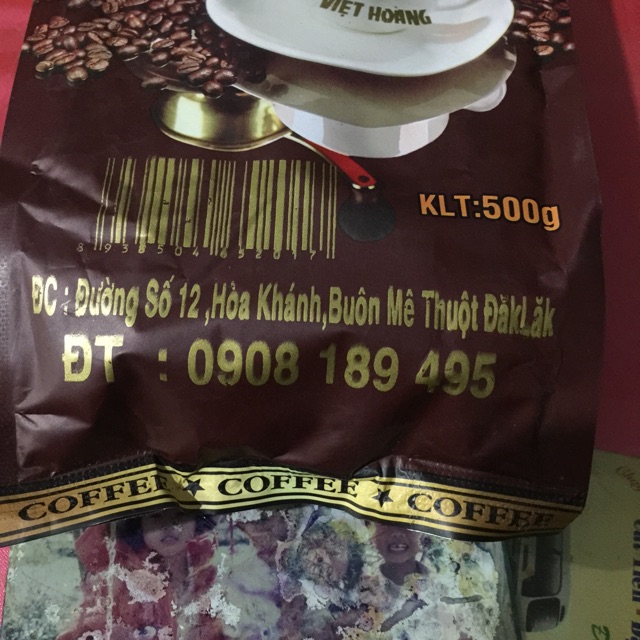 VIỆT HOÀNG
KLT:500g
ĐC : Đường Số 12 ,Hòa Khánh,Buôn Mê Thuột ĐăkLăk
ĐT : 0908 189 495
COFFEE ★ COFFEE ★ COFFEE